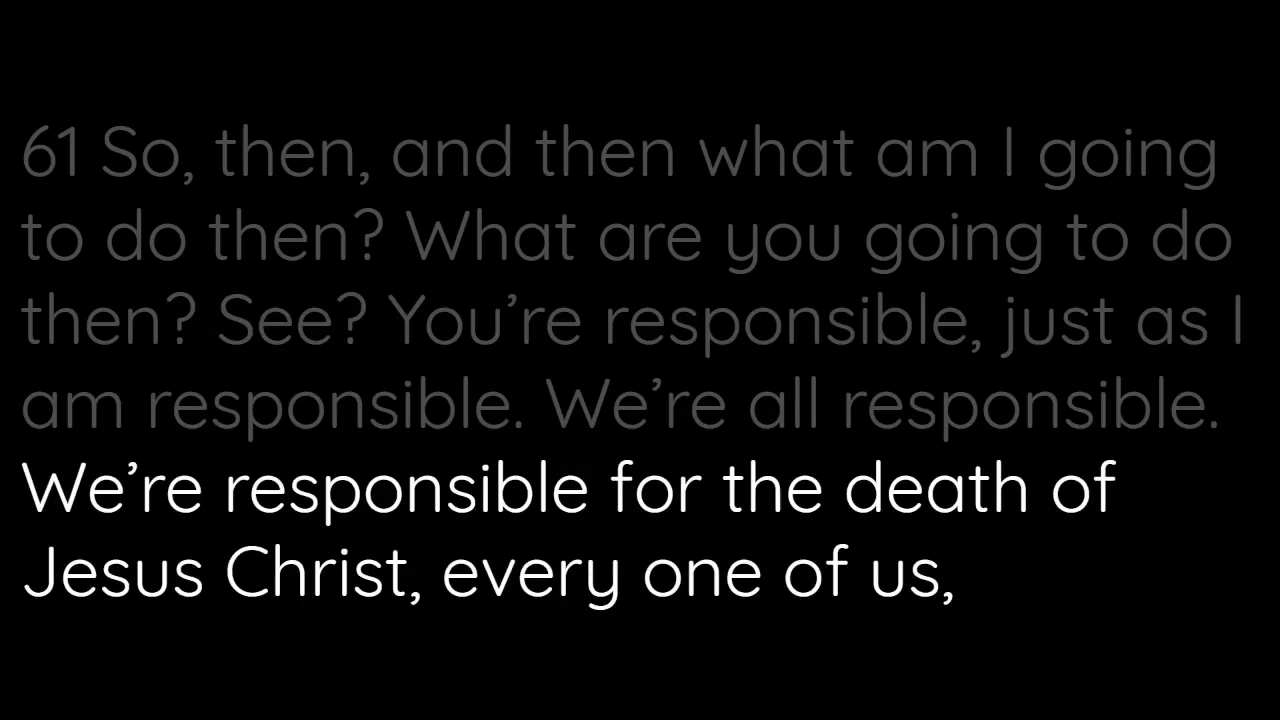 61 So, then, and then what am I going
to do then? What are you going to do
then? See? You’re responsible, just as I
am responsible. We’re all responsible.
We’re responsible for the death of
Jesus Christ, every one of us,